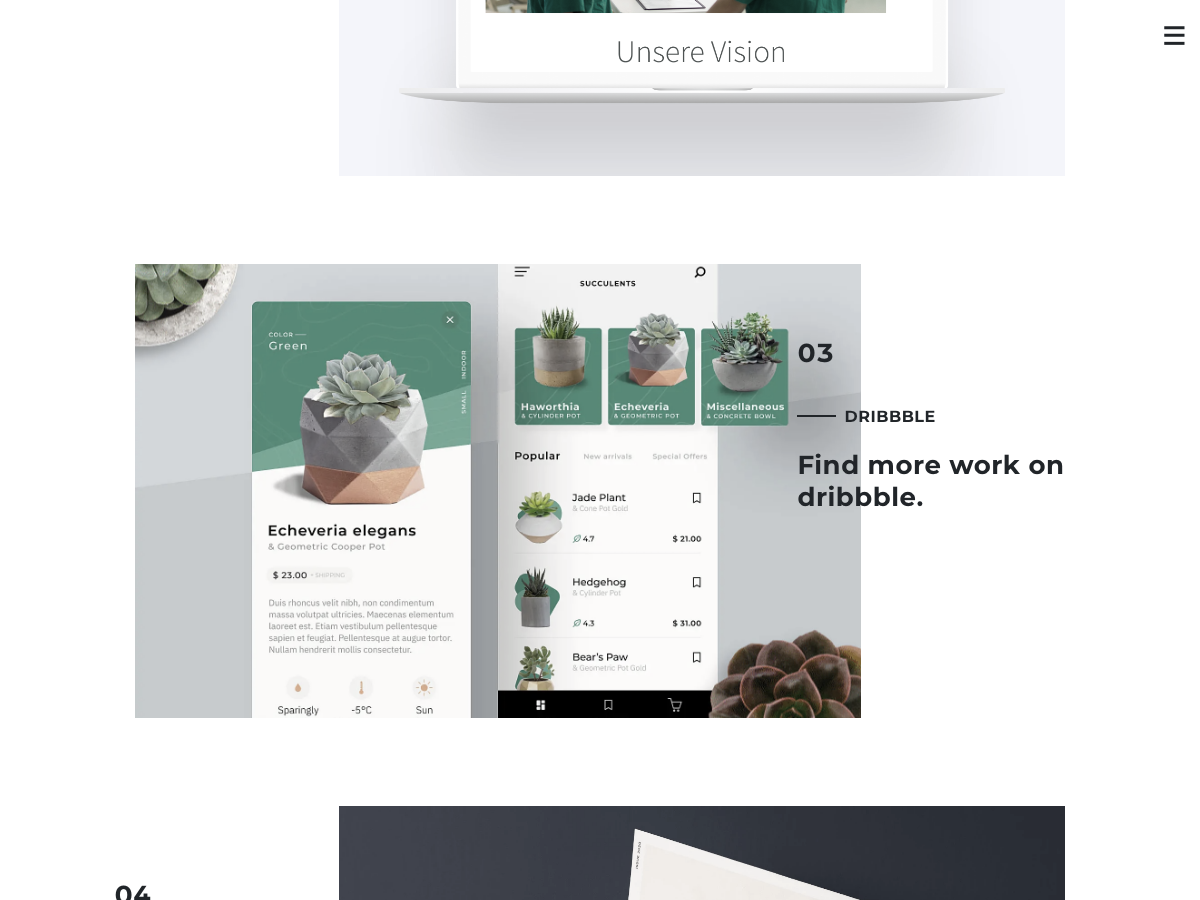 Unsere Vision
SUCCULENTS
COLOR
Green
INDOOR
SMALL
Haworthia
& CYLINDER POT
Echeveria
& GEOMETRIC POT
Miscellaneous
& CONCRETE BOWL
03
DRIBBBLE
Find more work on
dribbble.
Echeveria elegans
& Geometric Cooper Pot
$ 23.00 + SHIPPING
Duis rhoncus velit nibh, non condimentum
massa volutpat ultricies. Maecenas elementum
laoreet est. Etiam vestibulum pellentesque
sapien et feugiat. Pellentesque at augue tortor.
Nullam hendrerit mollis consectetur.
Sparingly
-5°C
Sun
Popular
New arrivals
Special Offers
Jade Plant
& Cone Pot Gold
4.7
$ 21.00
Hedgehog
& Cylinder Pot
4.3
$ 31.00
Bear's Paw
& Geometric Pot Gold
04